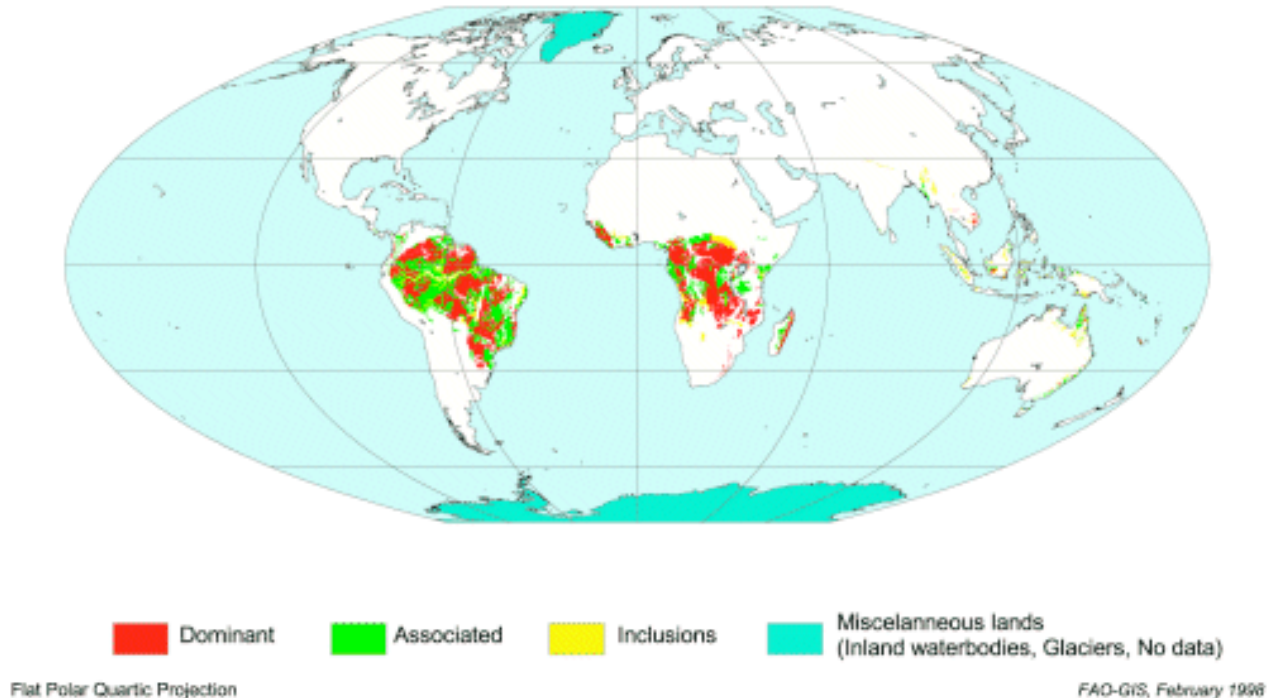 Dominant
Associated
Inclusions
Miscelanneous lands
(Inland waterbodies, Glaciers, No data)
Flat Polar Quartic Projection
FAO-GIS, February 1998